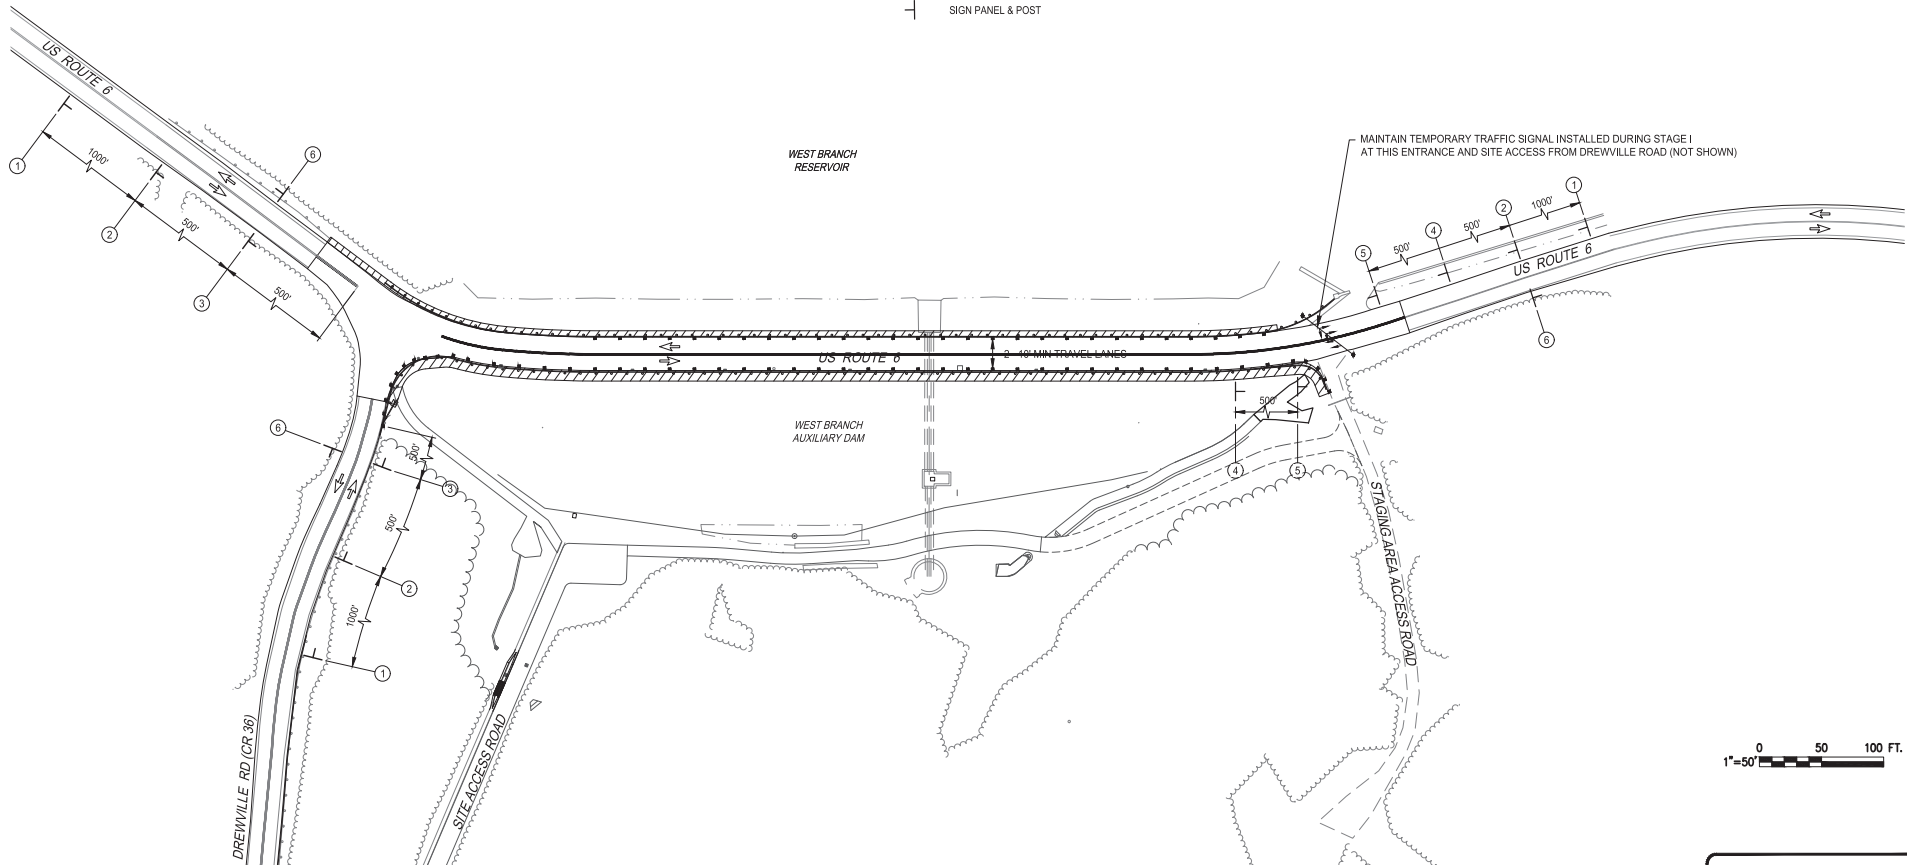 SIGN PANEL & POST
US ROUTE 6
1
1000'
2
500'
3
500'
6
WEST BRANCH
RESERVOIR
MAINTAIN TEMPORARY TRAFFIC SIGNAL INSTALLED DURING STAGE I
AT THIS ENTRANCE AND SITE ACCESS FROM DREWVILLE ROAD (NOT SHOWN)
1
1000'
2
500'
4
500'
5
US ROUTE 6
6
US ROUTE 6
2 - 10' MIN TRAVEL LANES
WEST BRANCH
AUXILIARY DAM
500'
4
5
6
500'
3
500'
2
1000'
1
DREWVILLE RD (CR 36)
SITE ACCESS ROAD
STAGING AREA ACCESS ROAD
0 50 100 FT.
1"=50'